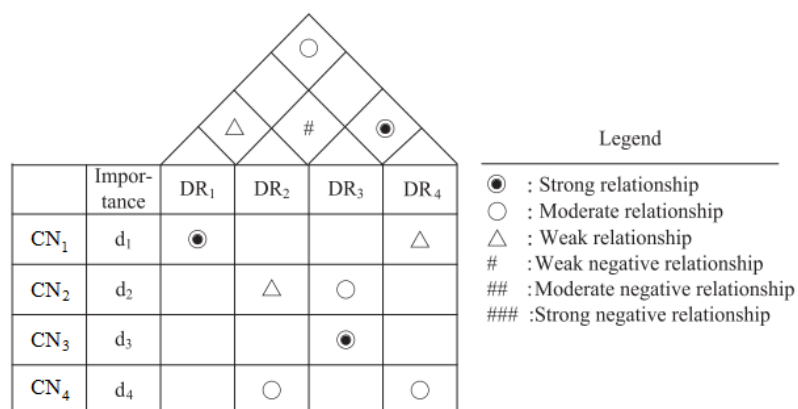 #
Impor-
tance DR1 DR2 DR3 DR4
CN1 d1
CN2 d2
CN3 d3
CN4 d4
Legend
: Strong relationship
: Moderate relationship
: Weak relationship
# :Weak negative relationship
## :Moderate negative relationship
### :Strong negative relationship